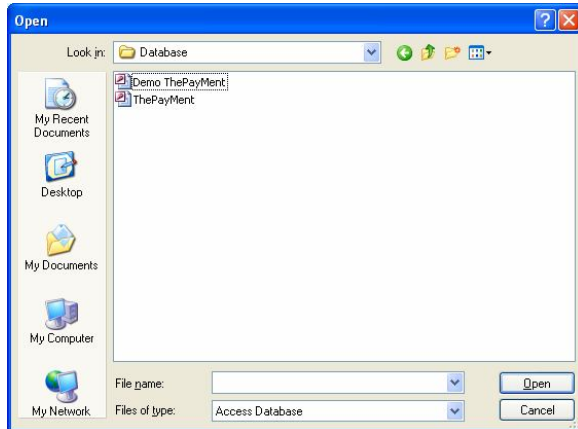 Open
Look in:
Database
Demo ThePayMent
ThePayMent
My Recent
Documents
Desktop
My Documents
My Computer
My Network
File name:
Open
Files of type:
Access Database
Cancel